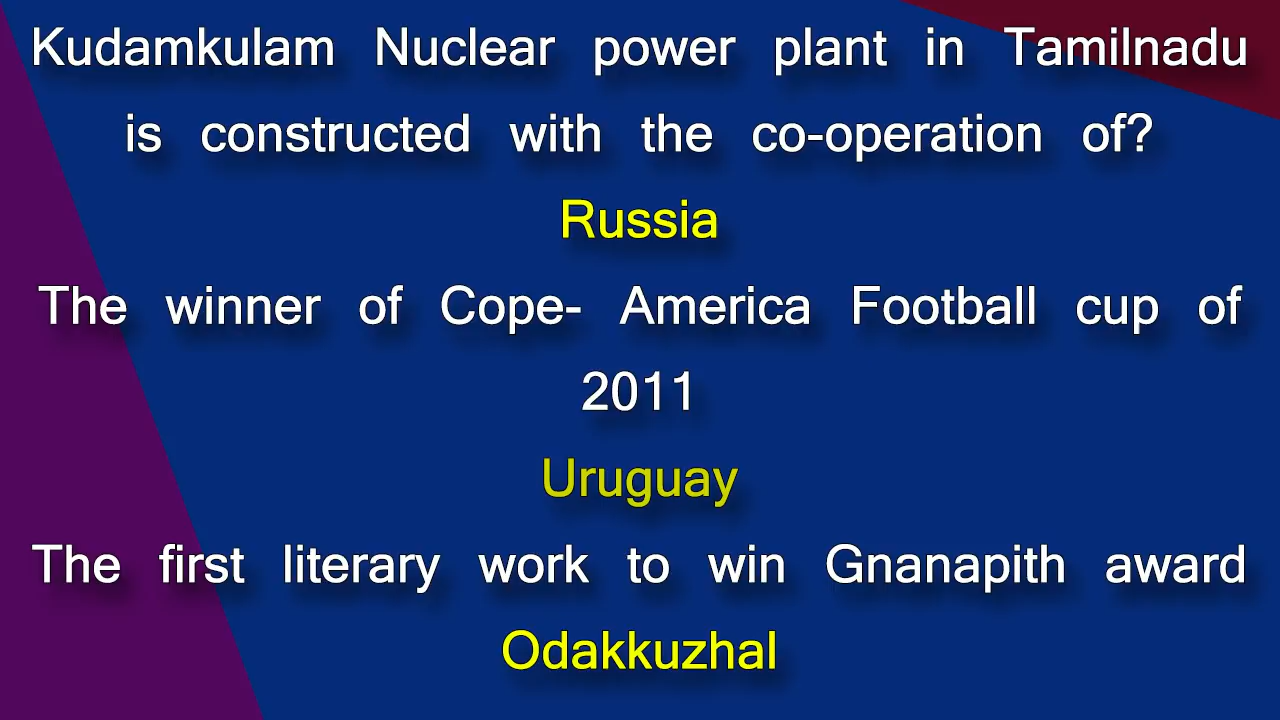 Kudamkulam Nuclear power plant in Tamilnadu
is constructed with the co-operation of?
Russia
The winner of Cope- America Football cup of
2011
Uruguay
The first literary work to win Gnanapith award
Odakkuzhal